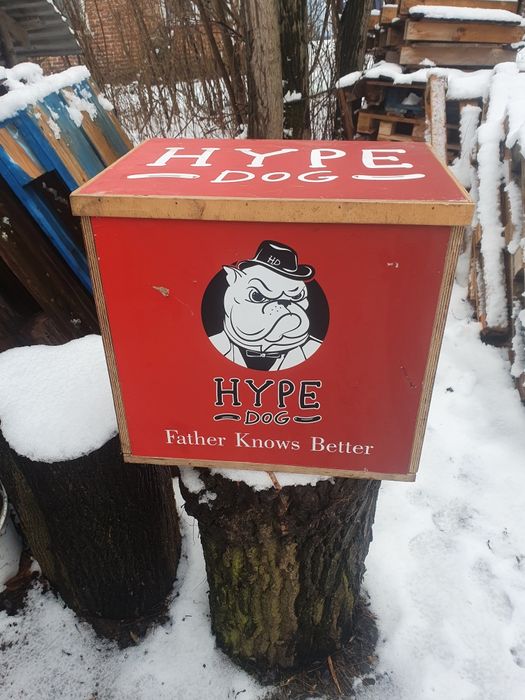 HYPE
DOG
HD
HYPE
DOG
Father Knows Better